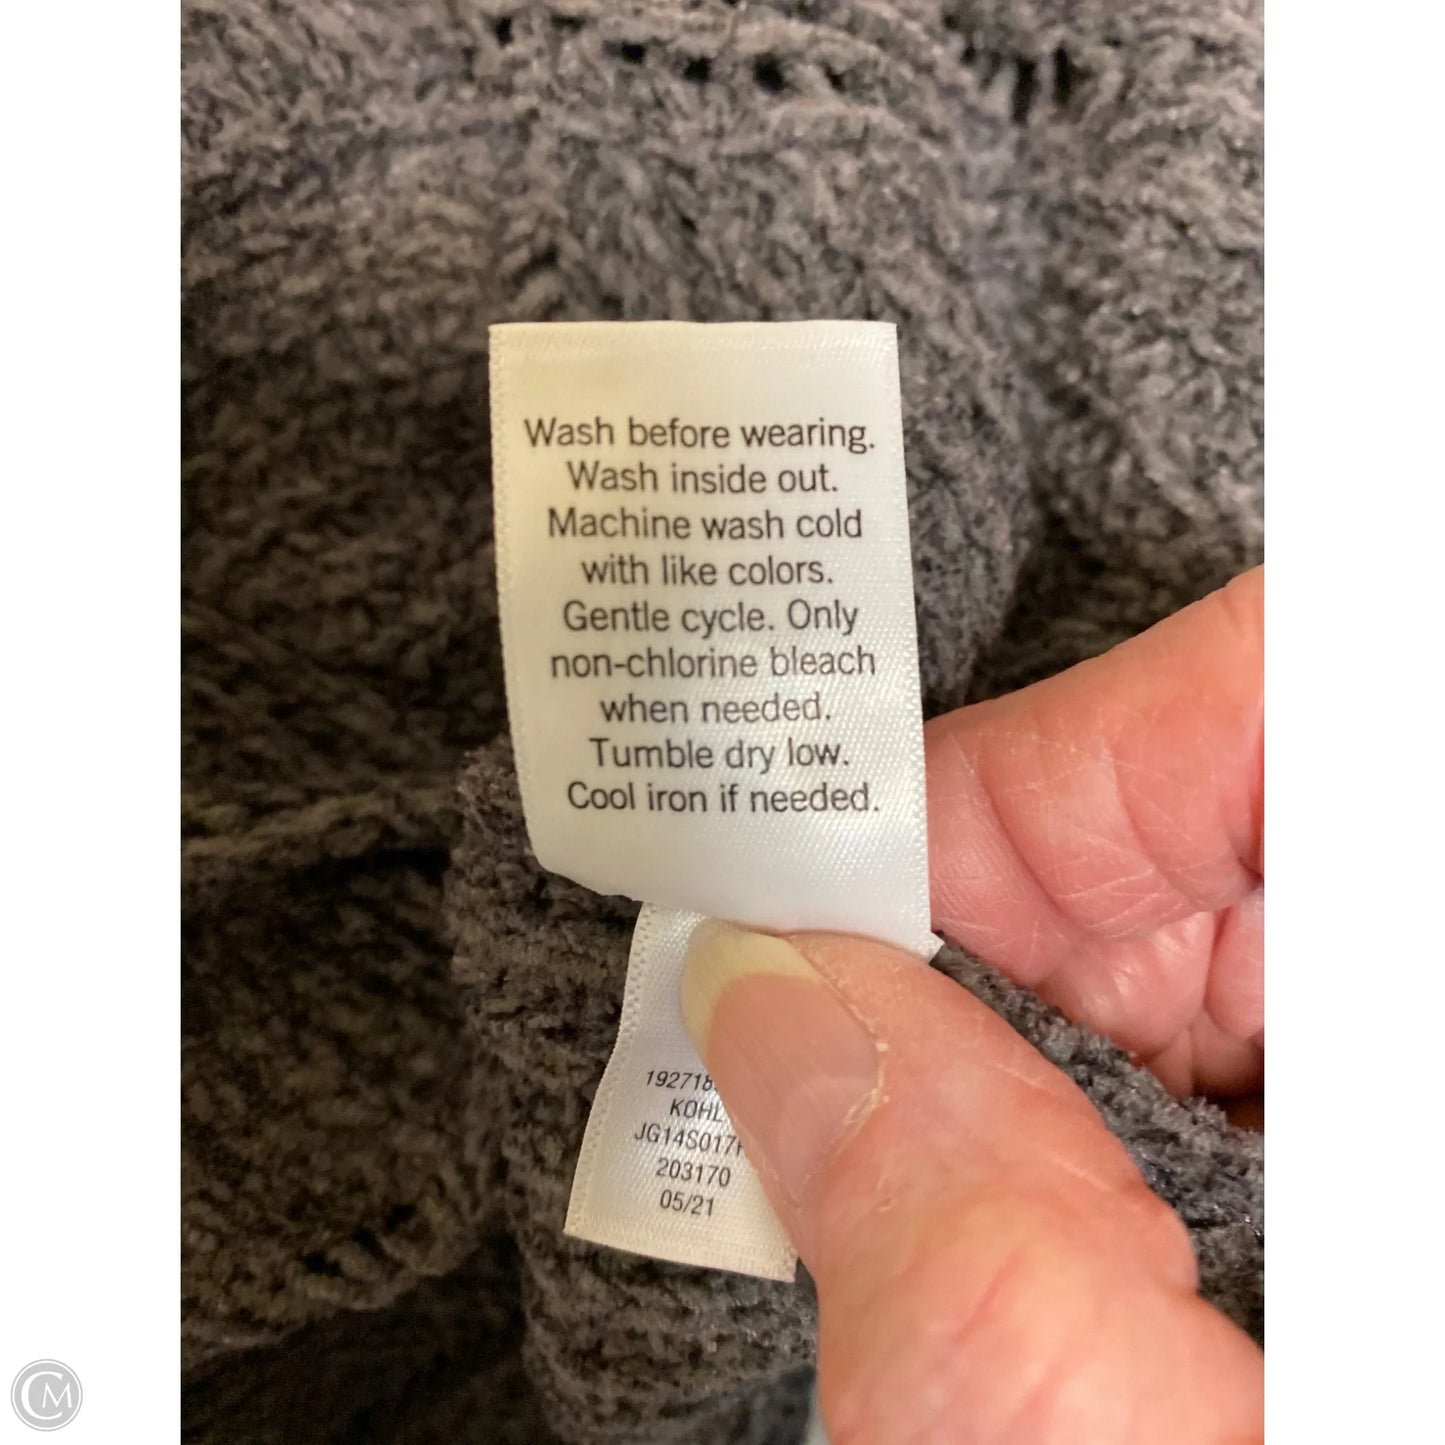 Wash before wearing.
Wash inside out.
Machine wash cold
with like colors.
Gentle cycle. Only
non-chlorine bleach
when needed.
Tumble dry low.
Cool iron if needed.
203170
05/21
CM